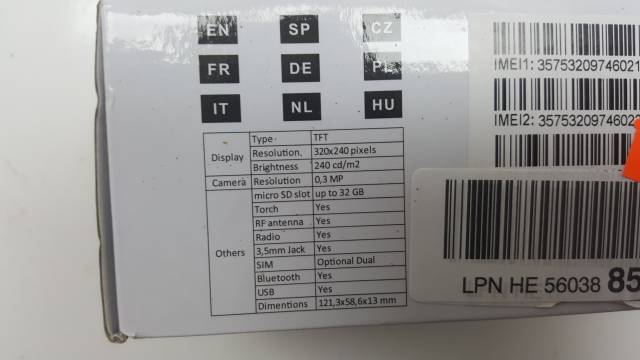 EN SP CZ
FR DE PL
IT NL HU
Display Type TFT
Resolution. 320x240 pixels
Brightness 240 cd/m2
Camera Resolution 0,3 MP
Others micro SD slot up to 32 GB
Torch Yes
RF antenna Yes
Radio Yes
3,5mm Jack Yes
SIM Optional Dual
Bluetooth Yes
USB Yes
Dimentions 121,3x58,6x13 mm
IMEI1: 35753209746021
IMEI2: 3575320974602
LPN HE 56038 85